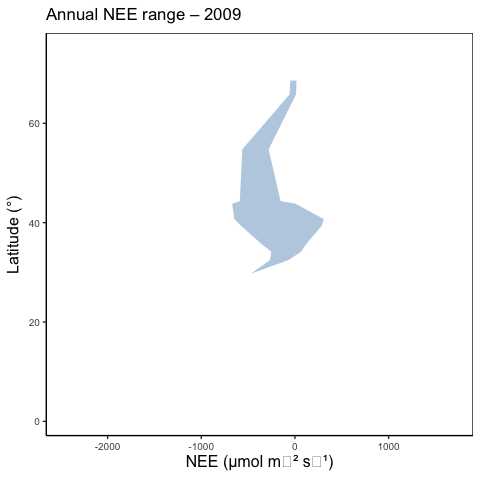 Annual NEE range – 2009
60
40
20
0
Latitude (°)
-2000 -1000 0 1000
NEE (μmol m□² s□¹)